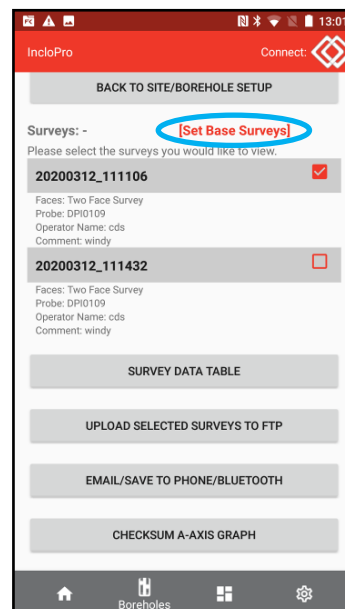 13:01
IncloPro Connect:
BACK TO SITE/BOREHOLE SETUP
Surveys: - [Set Base Surveys]
Please select the surveys you would like to view.
20200312_111106
Faces: Two Face Survey
Probe: DPI0109
Operator Name: cds
Comment: windy
20200312_111432
Faces: Two Face Survey
Probe: DPI0109
Operator Name: cds
Comment: windy
SURVEY DATA TABLE
UPLOAD SELECTED SURVEYS TO FTP
EMAIL/SAVE TO PHONE/BLUETOOTH
CHECKSUM A-AXIS GRAPH
Boreholes